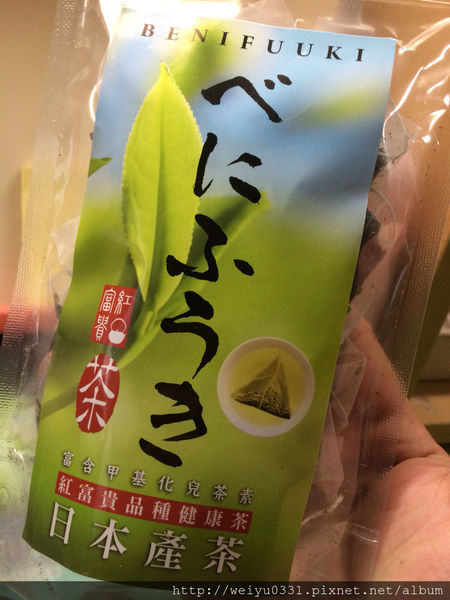 BENIFUUKI
べにふうき
紅富貴
茶
富含甲基化兒茶素
紅富貴品種健康茶
日本產茶
http://weiyu0331.pixnet.net/album